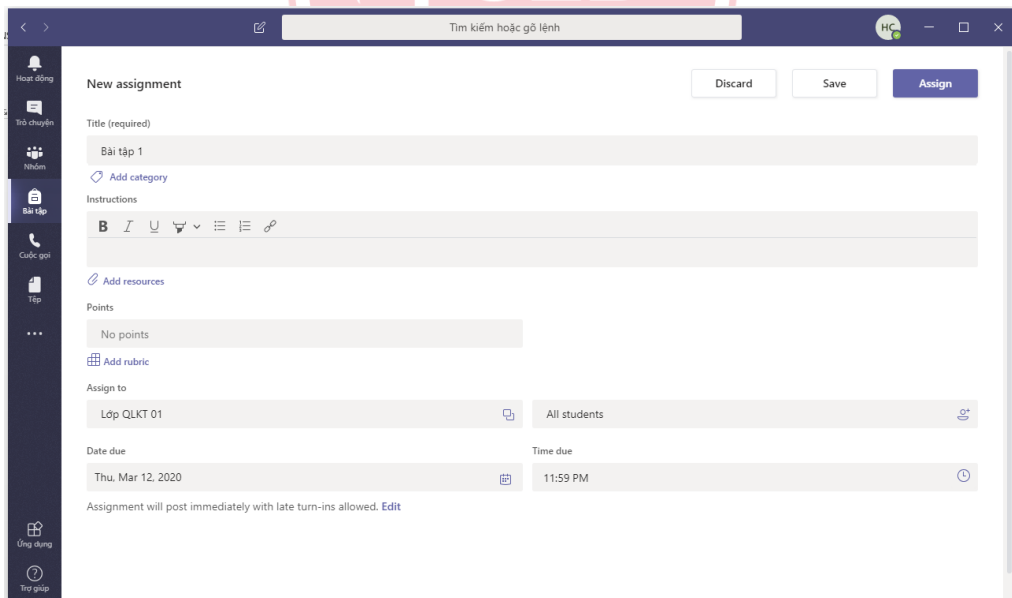 Tìm kiếm hoặc gõ lệnh
HC
Hoạt động
Trò chuyện
Nhóm
Bài tập
Cuộc gọi
Tệp
Ứng dụng
Trợ giúp
New assignment
Discard
Save
Assign
Title (required)
Bài tập 1
Add category
Instructions
B I U
Add resources
Points
No points
Add rubric
Assign to
Lớp QLKT 01
All students
Date due
Time due
Thu, Mar 12, 2020
11:59 PM
Assignment will post immediately with late turn-ins allowed. Edit